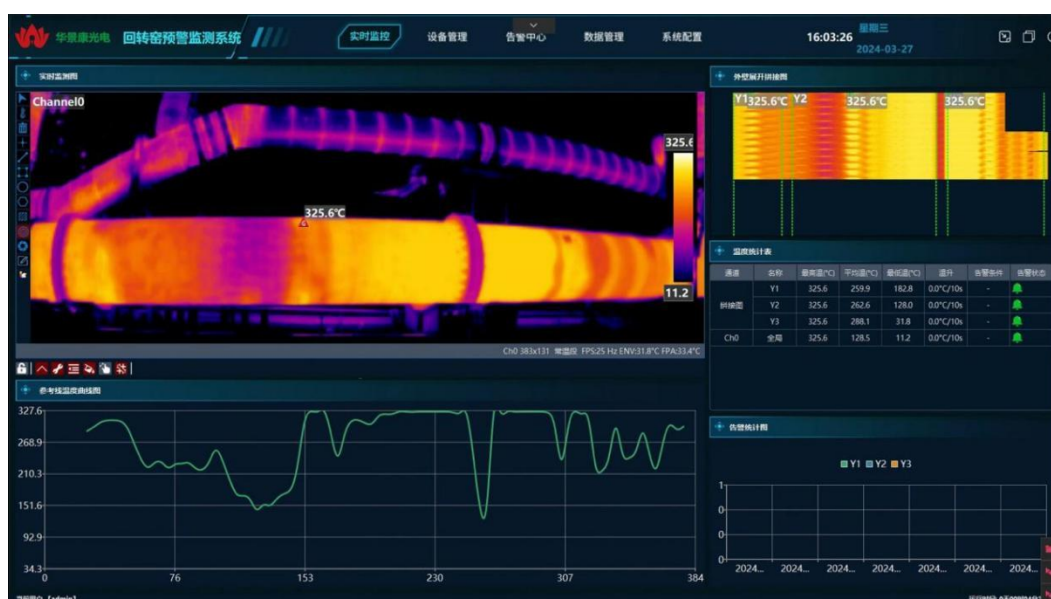 华景康光电 回转窑预警监测系统 实时监控 设备管理 告警中心 数据管理 系统配置 16:03:26 星期三
2024-03-27
实时监测图
Channel0
325.6
325.6℃
11.2
Ch0 383x131 常温段 FPS:25 Hz ENV:31.8°C FPA:33.4°C
外壁展开拼接图
Y1 325.6℃ Y2 325.6℃ 325.6℃
温度统计表
通道 名称 最高温(°C) 平均温(°C) 最低温(°C) 温升 告警条件 告警状态
拼接图
Y1 325.6 259.9 182.8 0.0°C/10s -
Y2 325.6 262.6 128.0 0.0°C/10s -
Y3 325.6 288.1 31.8 0.0°C/10s -
Ch0 全局 325.6 128.5 11.2 0.0°C/10s -
参考线温度曲线图
327.6
268.9
210.3
151.6
92.9
34.3
0 76 153 230 307 384
告警统计图
Y1 Y2 Y3
1
0
0
0
2024... 2024... 2024... 2024... 2024... 2024... 2024...
[admin]